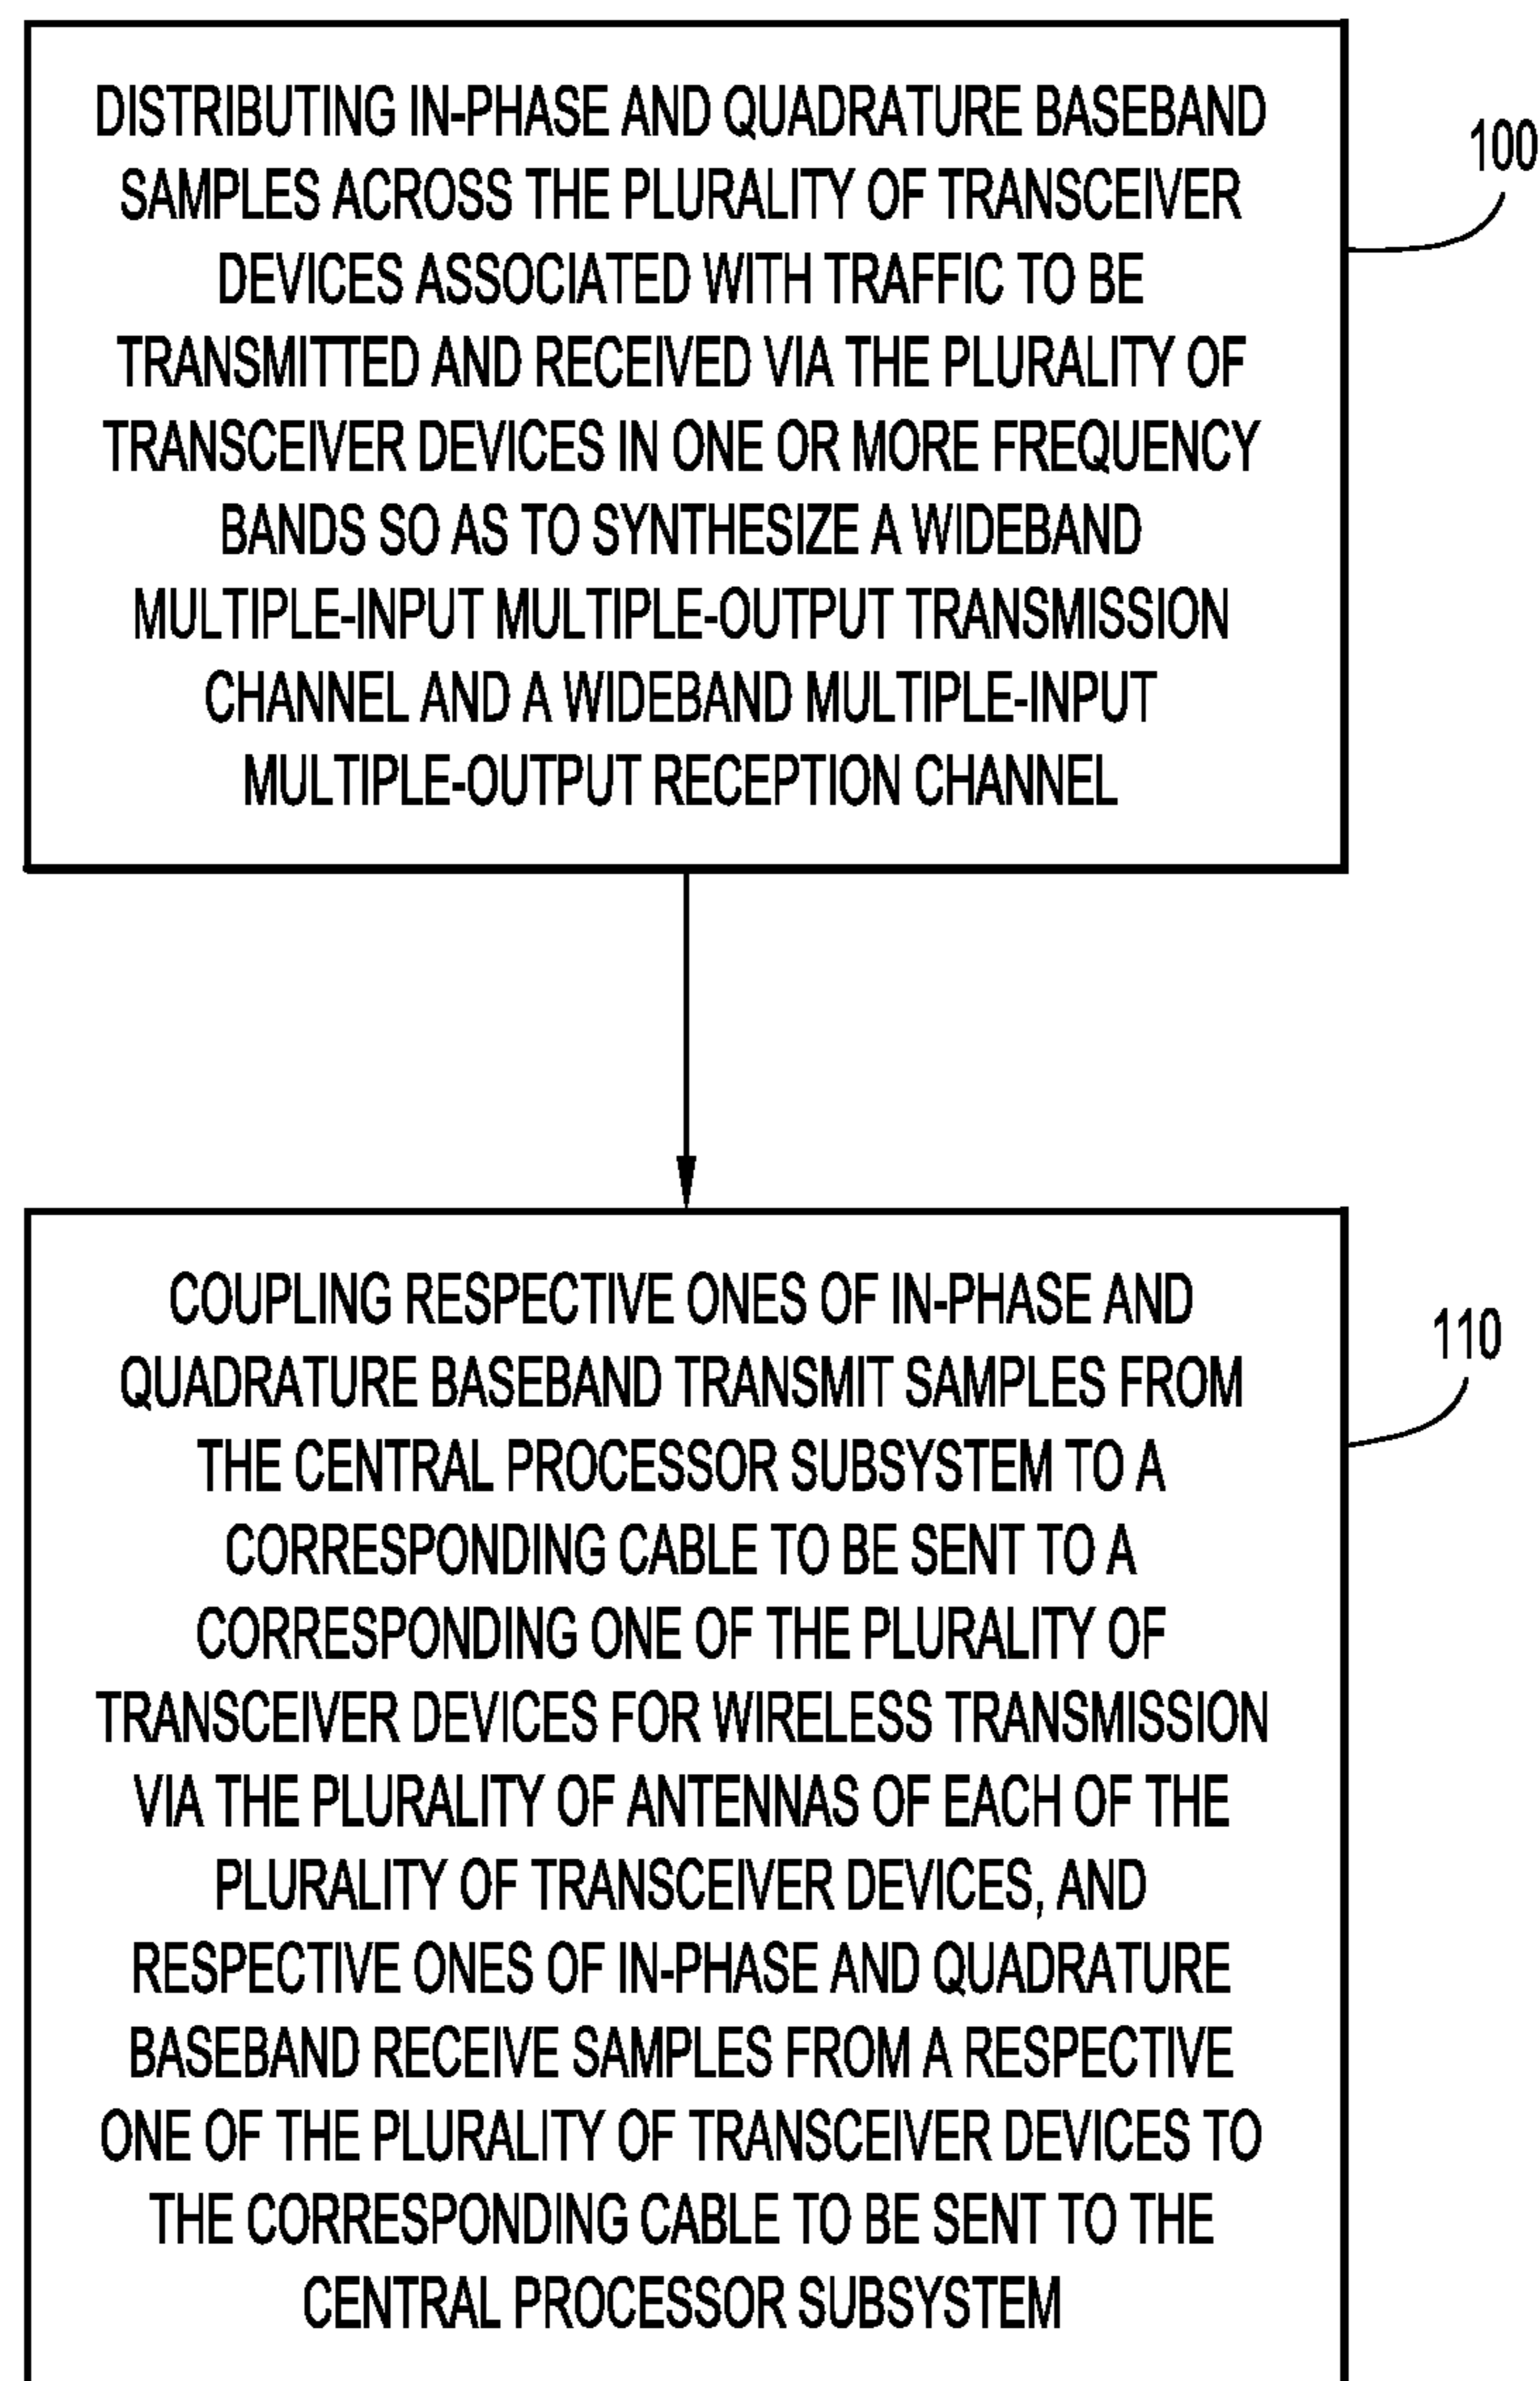 DISTRIBUTING IN-PHASE AND QUADRATURE BASEBAND
SAMPLES ACROSS THE PLURALITY OF TRANSCEIVER
DEVICES ASSOCIATED WITH TRAFFIC TO BE
TRANSMITTED AND RECEIVED VIA THE PLURALITY OF
TRANSCEIVER DEVICES IN ONE OR MORE FREQUENCY
BANDS SO AS TO SYNTHESIZE A WIDEBAND
MULTIPLE-INPUT MULTIPLE-OUTPUT TRANSMISSION
CHANNEL AND A WIDEBAND MULTIPLE-INPUT
MULTIPLE-OUTPUT RECEPTION CHANNEL
100
COUPLING RESPECTIVE ONES OF IN-PHASE AND
QUADRATURE BASEBAND TRANSMIT SAMPLES FROM
THE CENTRAL PROCESSOR SUBSYSTEM TO A
CORRESPONDING CABLE TO BE SENT TO A
CORRESPONDING ONE OF THE PLURALITY OF
TRANSCEIVER DEVICES FOR WIRELESS TRANSMISSION
VIA THE PLURALITY OF ANTENNAS OF EACH OF THE
PLURALITY OF TRANSCEIVER DEVICES, AND
RESPECTIVE ONES OF IN-PHASE AND QUADRATURE
BASEBAND RECEIVE SAMPLES FROM A RESPECTIVE
ONE OF THE PLURALITY OF TRANSCEIVER DEVICES TO
THE CORRESPONDING CABLE TO BE SENT TO THE
CENTRAL PROCESSOR SUBSYSTEM
110